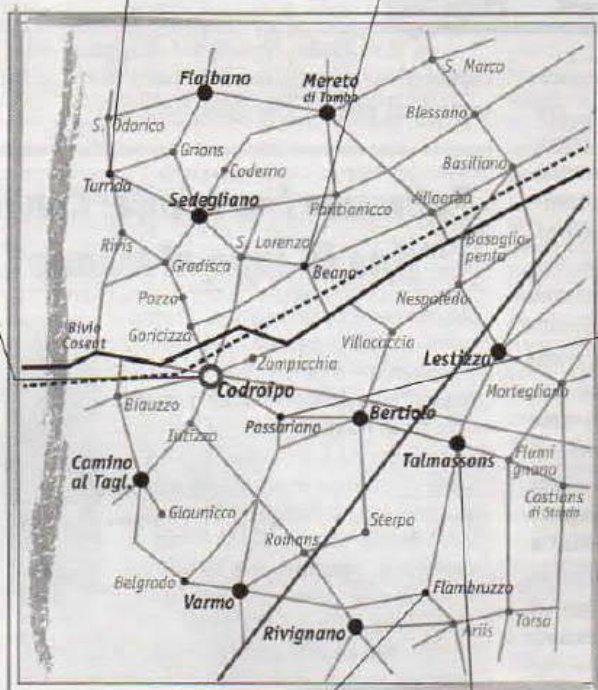 S. Marco
Flaibano
Mereto
di Tomba
Blessano
S. Odorico
Grions
Coderno
Basiliano
Turrida
Sedegliano
Pantianicco
Villaorba
Rivis
S. Lorenzo
Basaglia
penta
Gradisca
Beano
Pozzo
Nespoledo
Bivio
Coseat
Goricizza
Villacaccia
Lestizza
Zompicchia
Codroipo
Mortegliano
Biauzzo
Passariano
Bertiolo
Iutizzo
Talmassons
Flumi
gnano
Camino
al Tagl.
Castions
di Strada
Glaunicco
Sterpo
Romans
Belgrado
Flambruzzo
Varmo
Rivignano
Ariis
Torsa